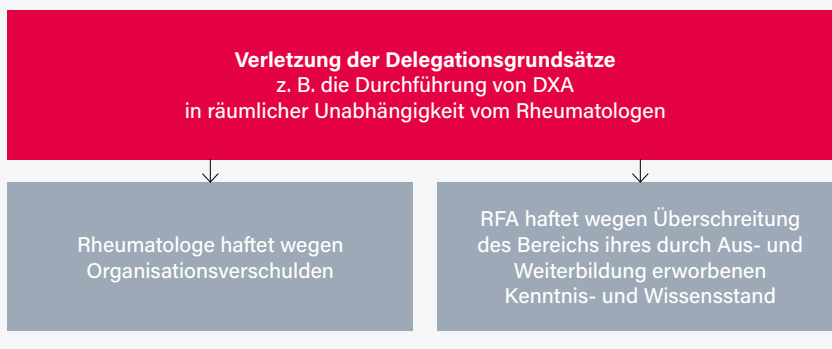 Verletzung der Delegationsgrundsätze
z. B. die Durchführung von DXA
in räumlicher Unabhängigkeit vom Rheumatologen
Rheumatologe haftet wegen
Organisationsverschulden
RFA haftet wegen Überschreitung
des Bereichs ihres durch Aus- und
Weiterbildung erworbenen
Kenntnis- und Wissensstand